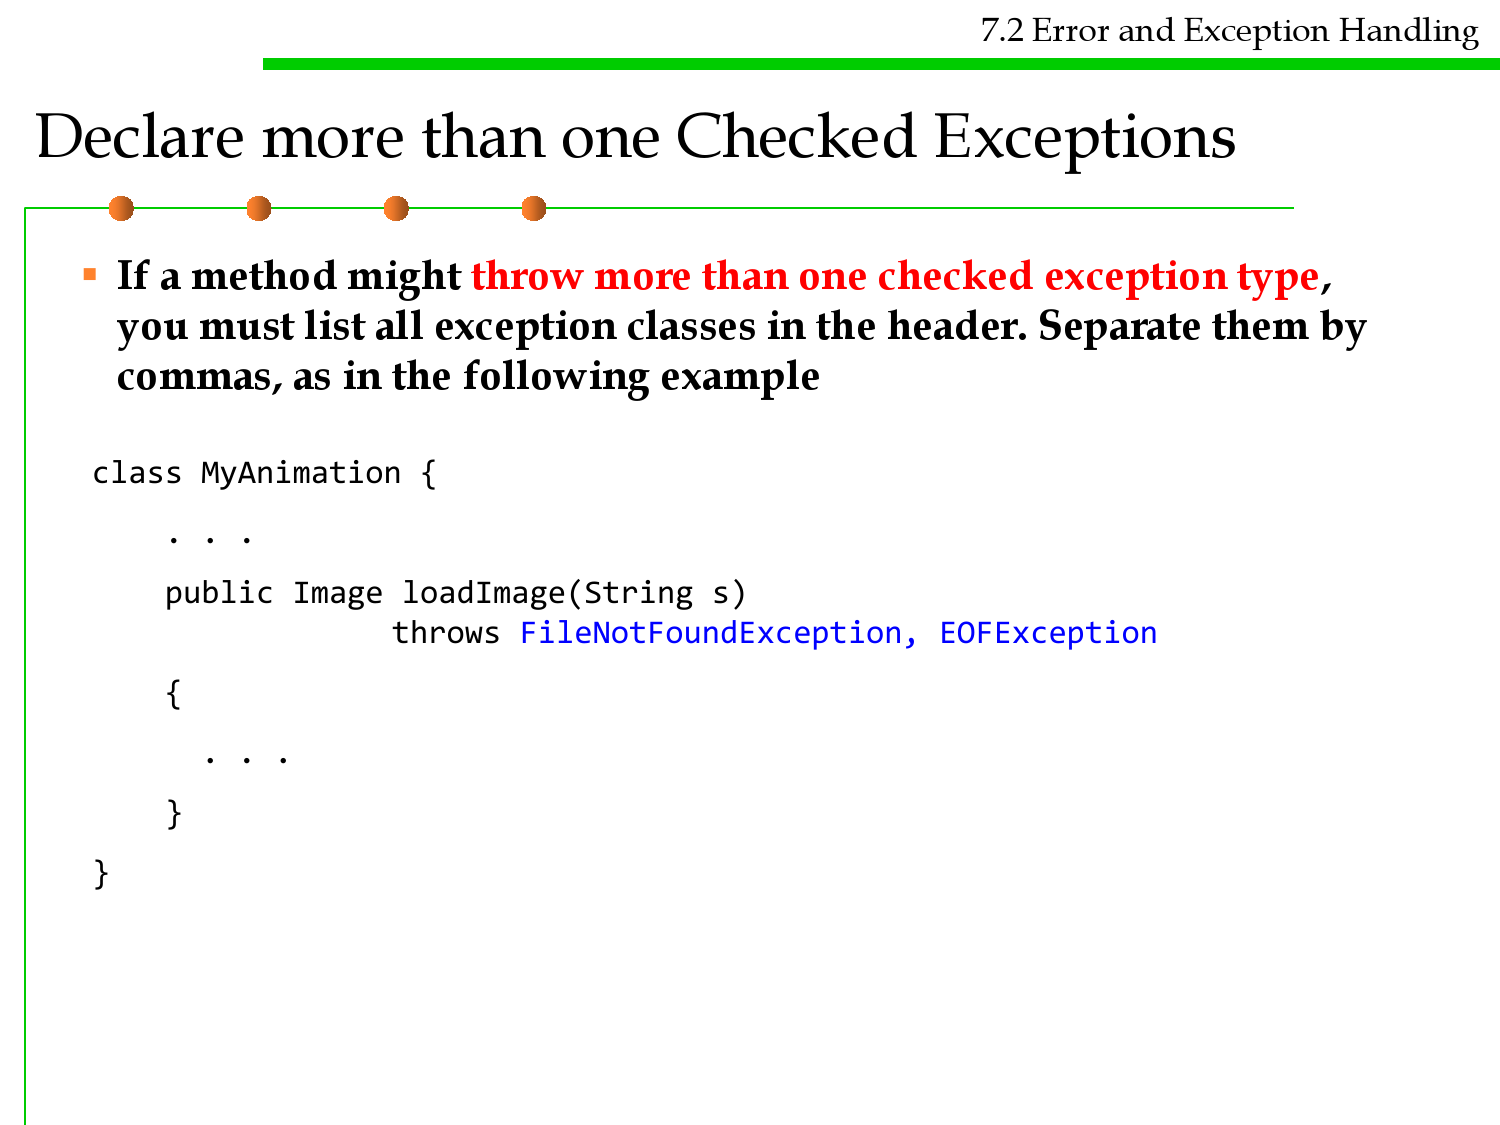 7.2 Error and Exception Handling
Declare more than one Checked Exceptions
If a method might throw more than one checked exception type,
you must list all exception classes in the header. Separate them by
commas, as in the following example
class MyAnimation {
. . .
public Image loadImage(String s)
throws FileNotFoundException, EOFException
{
. . .
}
}